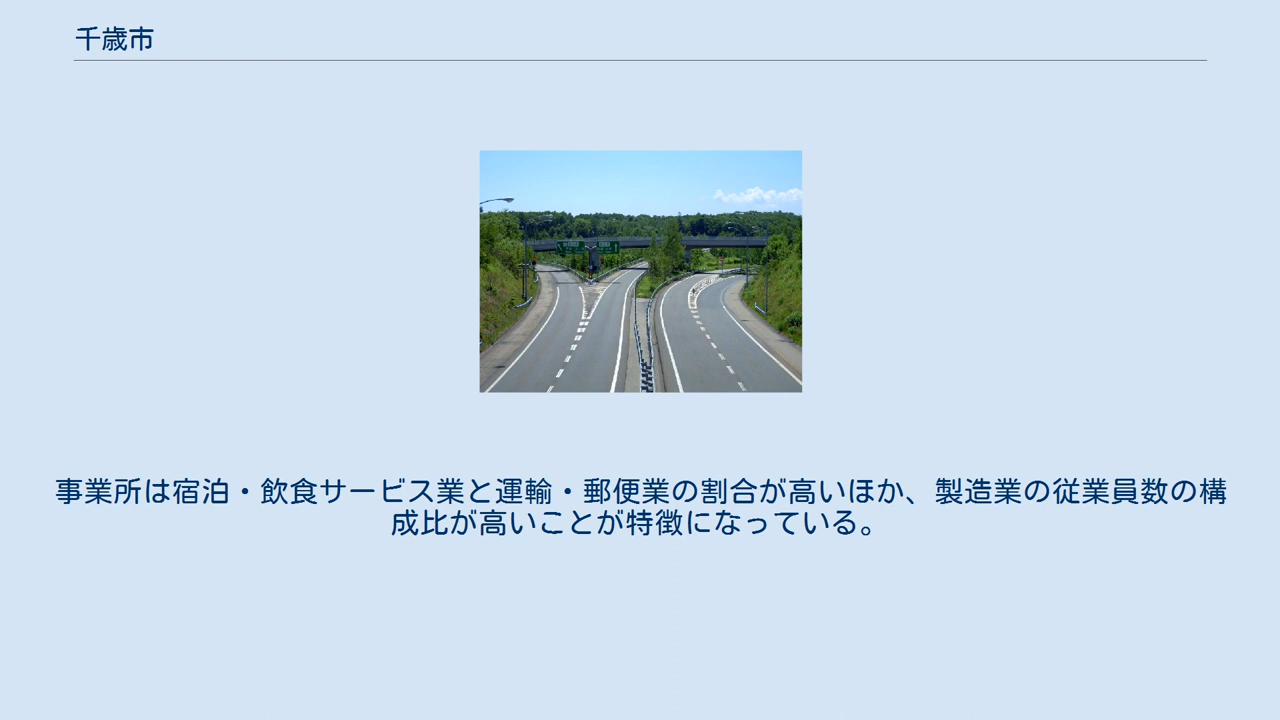 千歳市
事業所は宿泊・飲食サービス業と運輸・郵便業の割合が高いほか、製造業の従業員数の構
成比が高いことが特徴になっている。